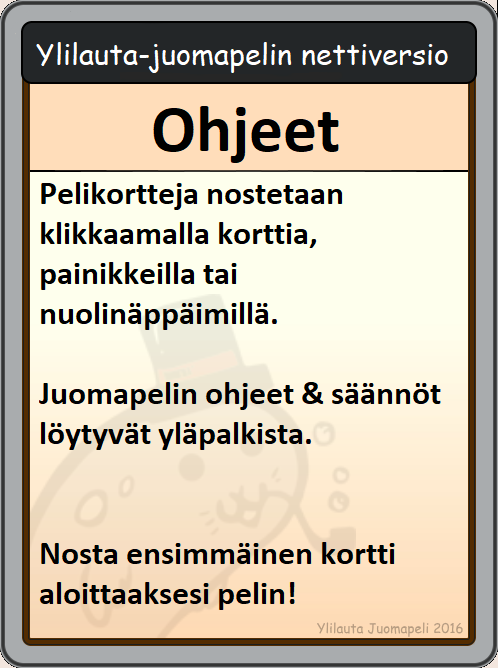 Ylilauta-juomapelin nettiversio
Ohjeet
Pelikortteja nostetaan
klikkaamalla korttia,
painikkeilla tai
nuolinäppäimillä.
Juomapelin ohjeet & säännöt
löytyvät yläpalkista.
Nosta ensimmäinen kortti
aloittaaksesi pelin!
Ylilauta Juomapeli 2016